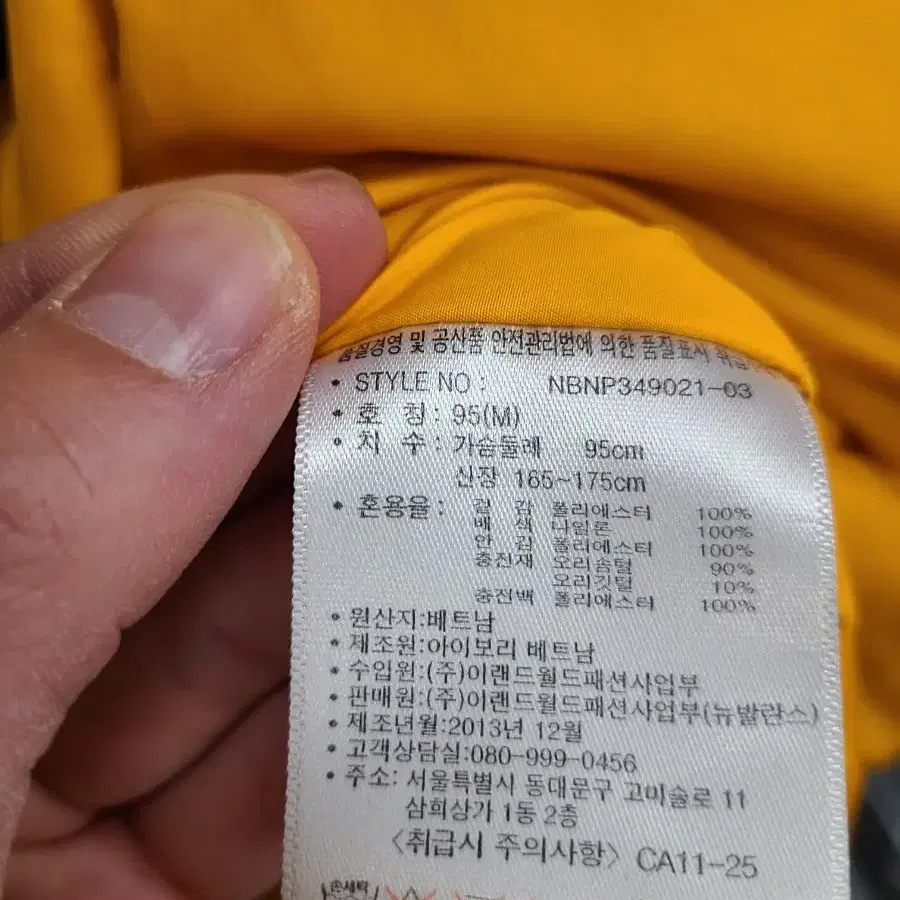 품질경영 및 공산품 안전관리법에 의한 품질표시 취급
• STYLE NO : NBNP349021-03
• 호 칭 : 95(M)
• 치 수 : 가슴둘레 95cm
신장 165~175cm
• 혼용율 : 겉 감 폴리에스터 100%
배 색 나일론 100%
안 감 폴리에스터 100%
충전재 오리솜털 90%
오리깃털 10%
충전백 폴리에스터 100%
• 원산지:베트남
• 제조원:아이보리 베트남
• 수입원:(주)이랜드월드패션사업부
• 판매원:(주)이랜드월드패션사업부(뉴발란스)
• 제조년월:2013년 12월
• 고객상담실:080-999-0456
• 주소: 서울특별시 동대문구 고미술로 11
삼희상가 1동 2층
〈취급시 주의사항〉 CA11-25
손세탁